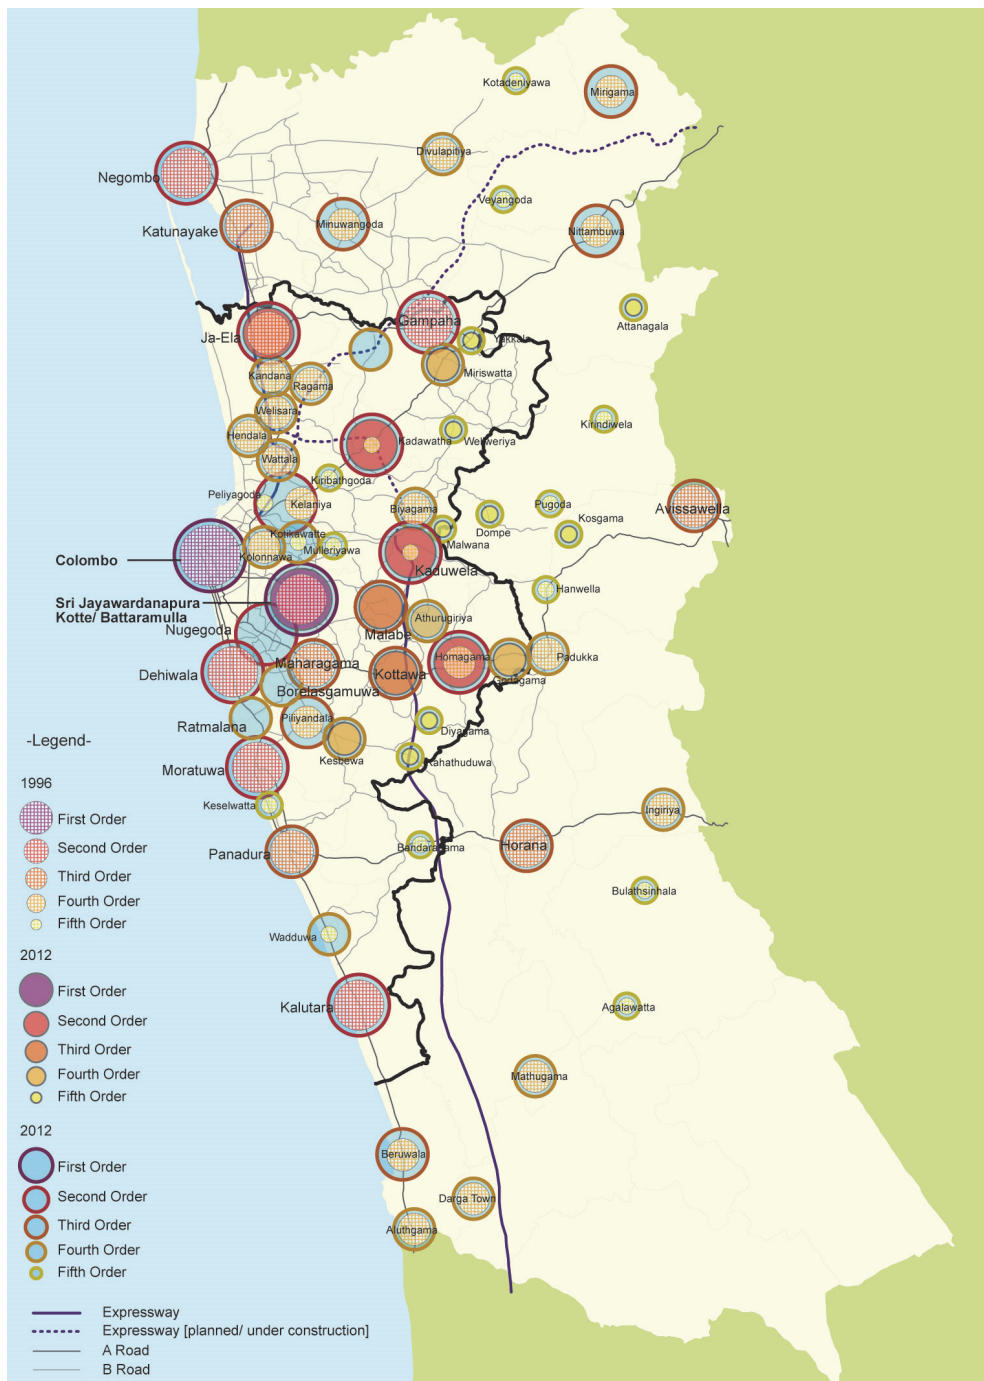 Kotadeniyawa
Mirigama
Divulapitiya
Negombo
Veyangoda
Katunayake
Minuwangoda
Nittambuwa
Attanagala
Gampaha
Ja-Ela
Yakkala
Miriswatta
Kandana
Ragama
Welisara
Kirindiwela
Hendala
Kadawatha
Weliweriya
Wattala
Kiribathgoda
Peliyagoda
Kelaniya
Biyagama
Pugoda
Avissawella
Kosgama
Dompe
Malwana
Kotikawatte
Mulleriyawa
Kolonnawa
Colombo
Kaduwela
Hanwella
Sri Jayawardanapura
Kotte/ Battaramulla
Nugegoda
Malabe
Athurugiriya
Homagama
Padukka
Maharagama
Dehiwala
Kottawa
Godagama
Borelasgamuwa
Piliyandala
Ratmalana
Diyagama
Kesbewa
Kahathuduwa
Moratuwa
Keselwatta
Ingiriya
Panadura
Bandaragama
Horana
Bulathsinhala
Wadduwa
Kalutara
Agalawatta
Mathugama
Beruwala
Darga Town
Aluthgama
-Legend-
1996
First Order
Second Order
Third Order
Fourth Order
Fifth Order
2012
First Order
Second Order
Third Order
Fourth Order
Fifth Order
2012
First Order
Second Order
Third Order
Fourth Order
Fifth Order
Expressway
Expressway [planned/ under construction]
A Road
B Road